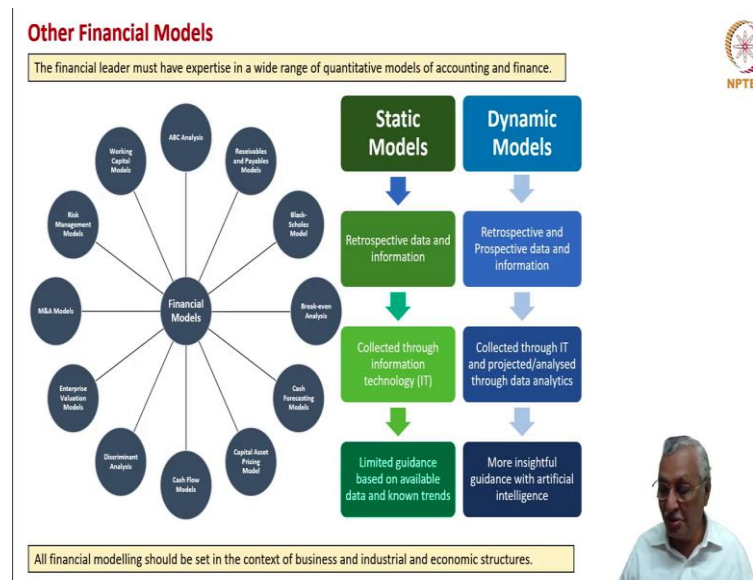 Other Financial Models
The financial leader must have expertise in a wide range of quantitative models of accounting and finance.
ABC Analysis
Receivables
and Payables
Models
Black-
Scholes
Model
Break-even
Analysis
Cash
Forecasting
Models
Capital Asset
Pricing
Model
Cash Flow
Models
Discriminant
Analysis
Enterprise
Valuation
Models
M&A Models
Risk
Management
Models
Working
Capital
Models
Financial
Models
Static
Models
Retrospective data and
information
Collected through
information
technology (IT)
Limited guidance
based on available
data and known trends
Dynamic
Models
Retrospective and
Prospective data and
information
Collected through IT
and projected/analysed
through data analytics
More insightful
guidance with artificial
intelligence
All financial modelling should be set in the context of business and industrial and economic structures.
NPTE